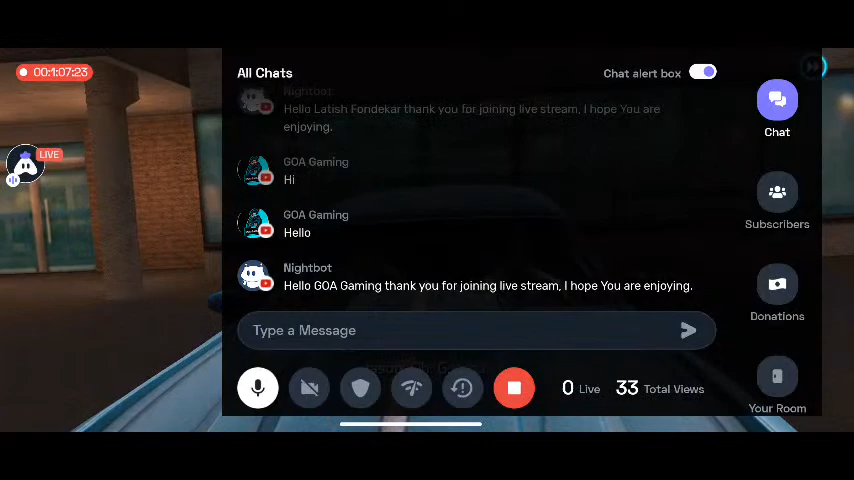 00:1:07:23
LIVE
All Chats
Chat alert box
Nightbot
Hello Latish Fondekar thank you for joining live stream, I hope You are
enjoying.
GOA Gaming
Hi
GOA Gaming
Hello
Nightbot
Hello GOA Gaming thank you for joining live stream, I hope You are enjoying.
Type a Message
0 Live
33 Total Views
Chat
Subscribers
Donations
Your Room